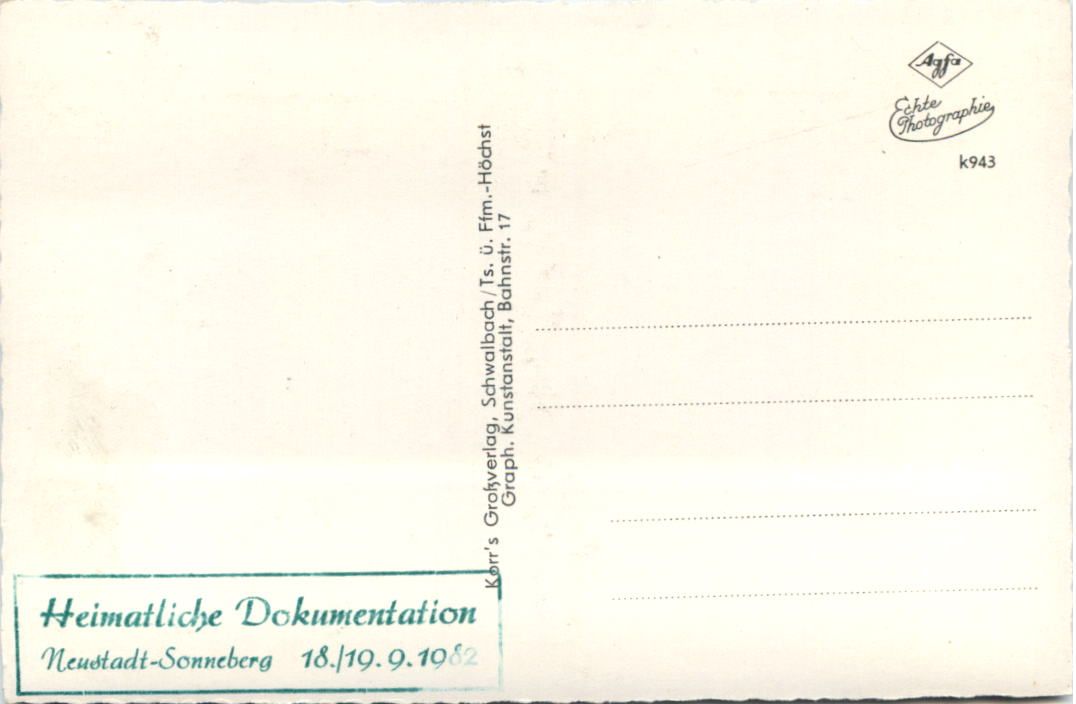 Agfa
Echte
Photographie
k943
Korr's Großverlag, Schwalbach/Ts. ü. Ffm.-Höchst
Graph. Kunstanstalt, Bahnstr. 17
Heimatliche Dokumentation
Neustadt-Sonneberg 18./19.9.1982